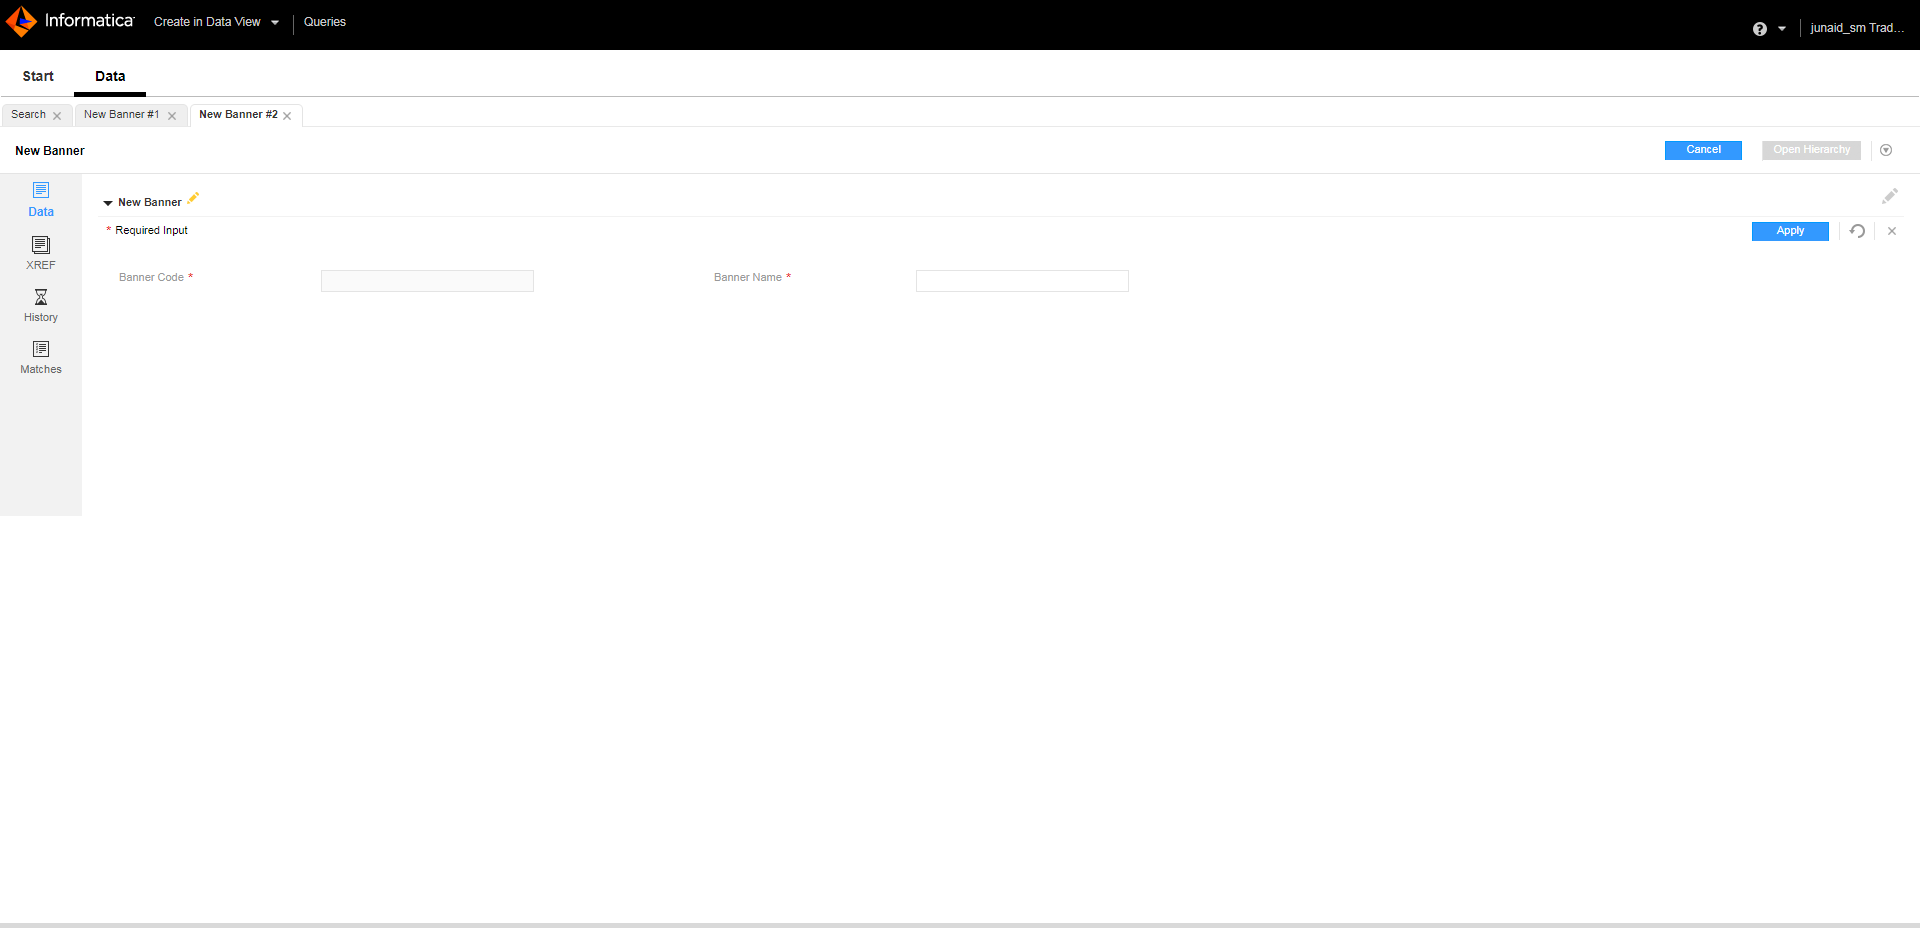 Informatica Create in Data View Queries junaid_sm Trad...
Start Data
Search New Banner #1 New Banner #2
New Banner Cancel Open Hierarchy
Data
New Banner
* Required Input Apply
XREF
Banner Code * Banner Name *
History
Matches